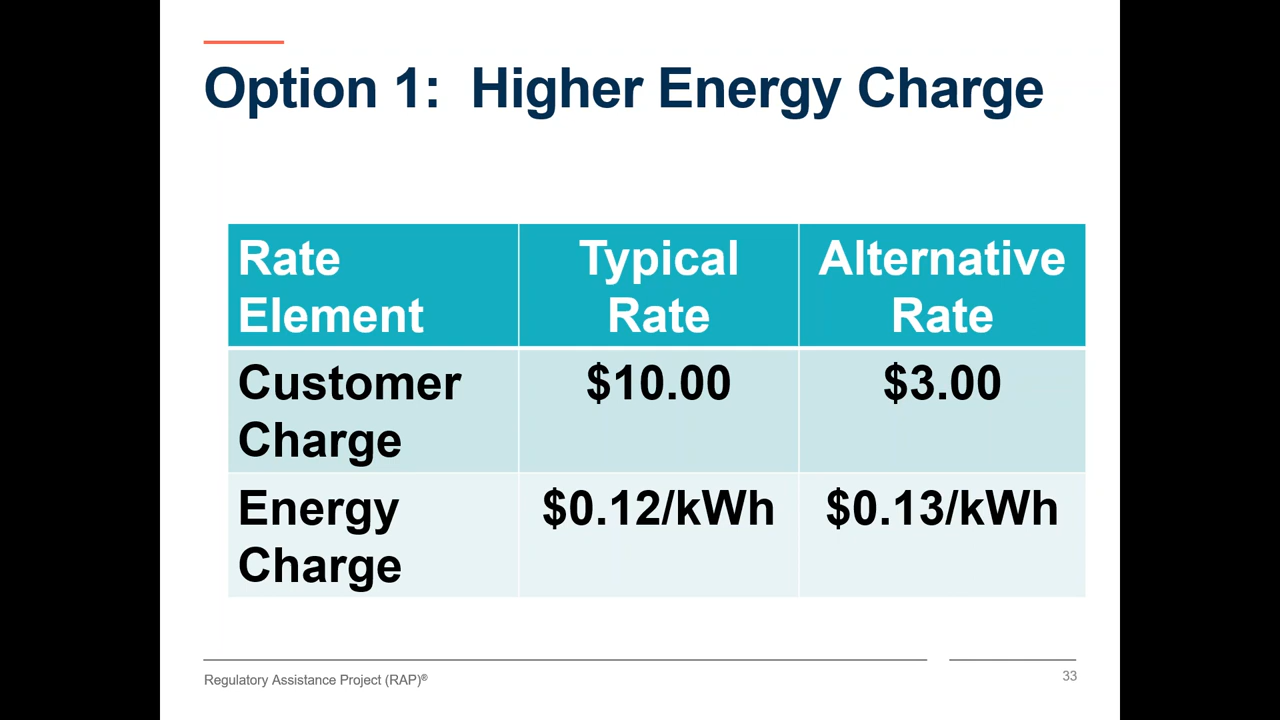 Option 1:  Higher Energy Charge
Rate Element
Typical Rate
Alternative Rate
Customer Charge
$10.00
$3.00
Energy Charge
$0.12/kWh
$0.13/kWh
Regulatory Assistance Project (RAP)®
33